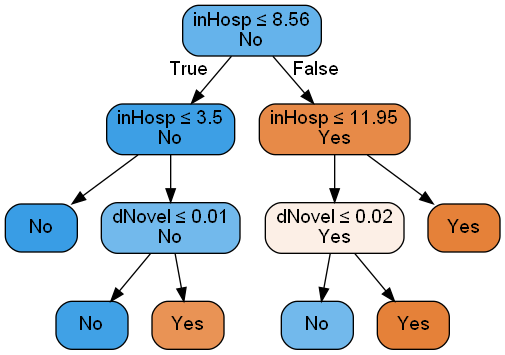 inHosp ≤ 8.56
No
True
False
inHosp ≤ 3.5
No
inHosp ≤ 11.95
Yes
No
dNovel ≤ 0.01
No
dNovel ≤ 0.02
Yes
Yes
No
Yes
No
Yes